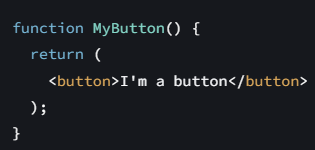 function MyButton() {
  return (
    <button>I'm a button</button>
  );
}